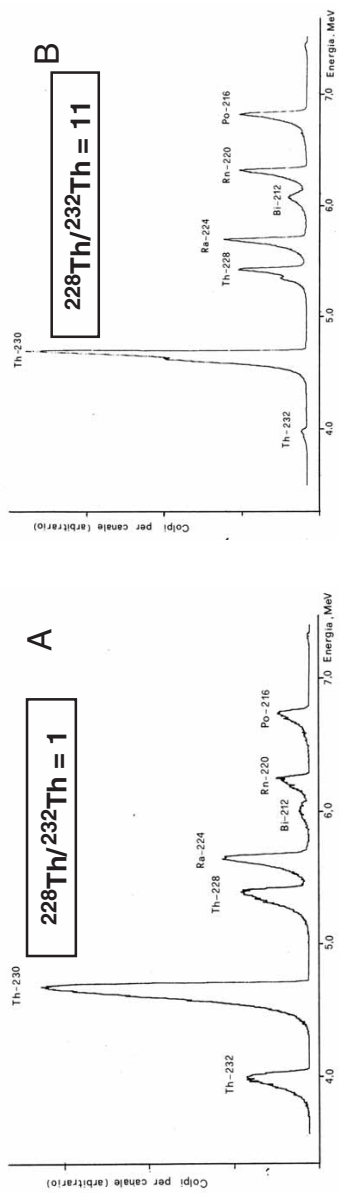 A
²²⁸Th/²³²Th = 1
Colpi per canale (arbitrario)
Th-232
Th-230
Th-228
Ra-224
Bi-212
Rn-220
Po-216
4.0
5.0
6.0
7.0
Energia, MeV
B
²²⁸Th/²³²Th = 11
Colpi per canale (arbitrario)
Th-232
Th-230
Th-228
Ra-224
Bi-212
Rn-220
Po-216
4.0
5.0
6.0
7.0
Energia, MeV